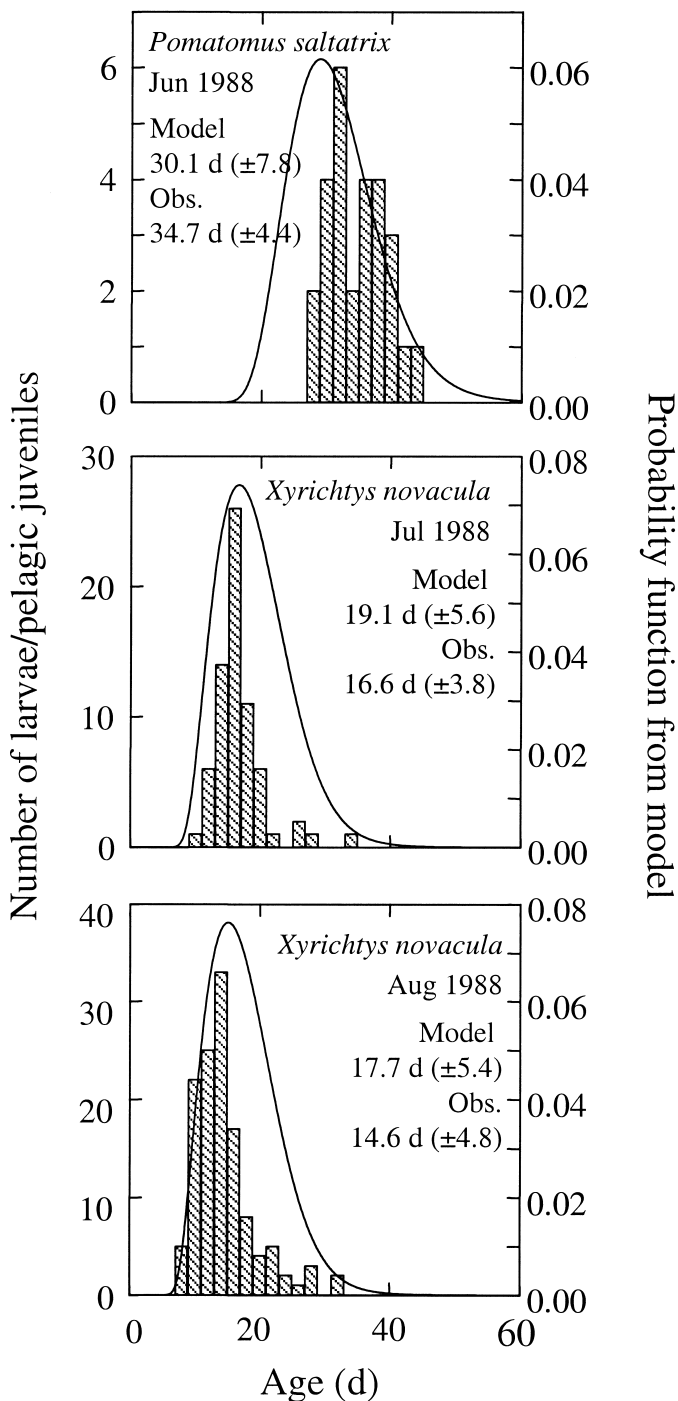 Number of larvae/pelagic juveniles
Probability function from model
Pomatomus saltatrix
Jun 1988
Model
30.1 d (±7.8)
Obs.
34.7 d (±4.4)
6
4
2
0
0.06
0.04
0.02
0.00
Xyrichtys novacula
Jul 1988
Model
19.1 d (±5.6)
Obs.
16.6 d (±3.8)
30
20
10
0
0.08
0.06
0.04
0.02
0.00
Xyrichtys novacula
Aug 1988
Model
17.7 d (±5.4)
Obs.
14.6 d (±4.8)
40
30
20
10
0
0.08
0.06
0.04
0.02
0.00
0 20 40 60
Age (d)